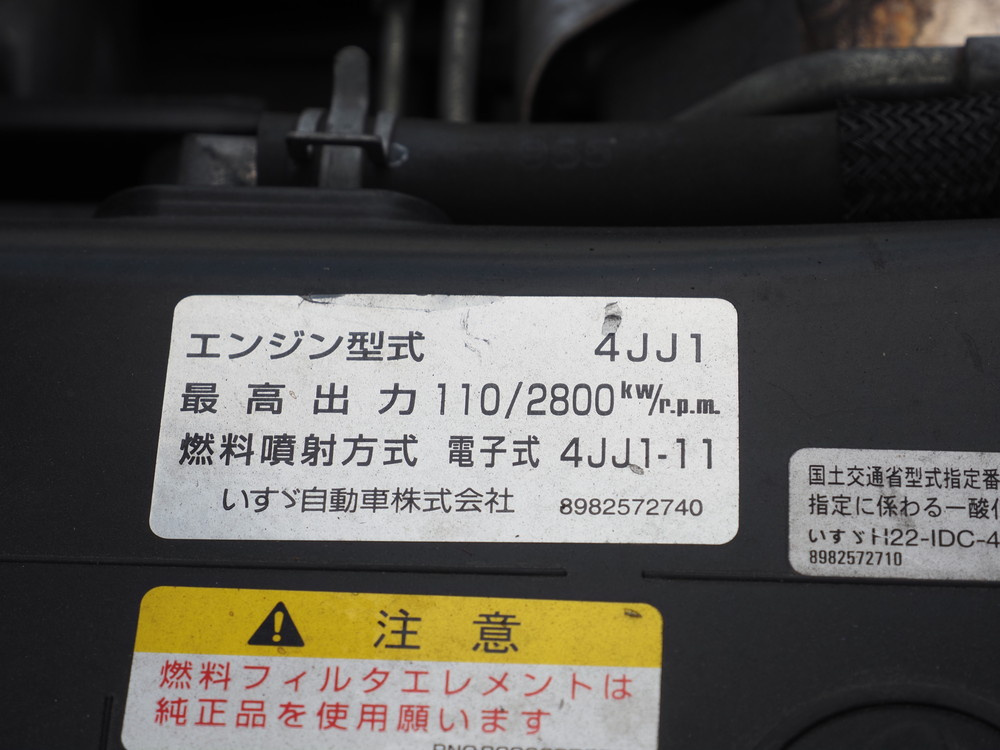 エンジン型式 4JJ1
最高出力 110/2800kw/r.p.m.
燃料噴射方式 電子式 4JJ1-11
いすゞ自動車株式会社 8982572740
国土交通省型式指定番
指定に係わる一酸化
いすゞH22-IDC-4
8982572710
注意
燃料フィルタエレメントは
純正品を使用願います